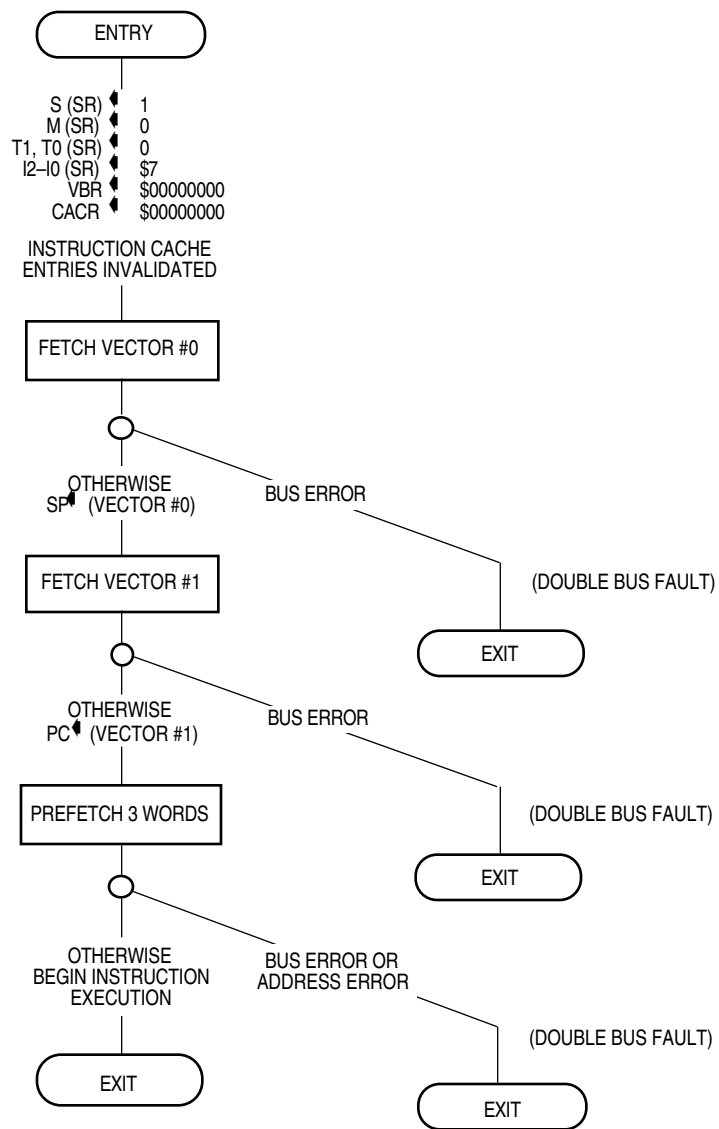 ENTRY
S (SR) 1
M (SR) 0
T1, T0 (SR) 0
I2–I0 (SR) $7
VBR $00000000
CACR $00000000
INSTRUCTION CACHE
ENTRIES INVALIDATED
FETCH VECTOR #0
OTHERWISE
SP (VECTOR #0)
BUS ERROR
FETCH VECTOR #1
(DOUBLE BUS FAULT)
EXIT
OTHERWISE
PC (VECTOR #1)
BUS ERROR
PREFETCH 3 WORDS
(DOUBLE BUS FAULT)
EXIT
OTHERWISE
BEGIN INSTRUCTION
EXECUTION
BUS ERROR OR
ADDRESS ERROR
(DOUBLE BUS FAULT)
EXIT
EXIT